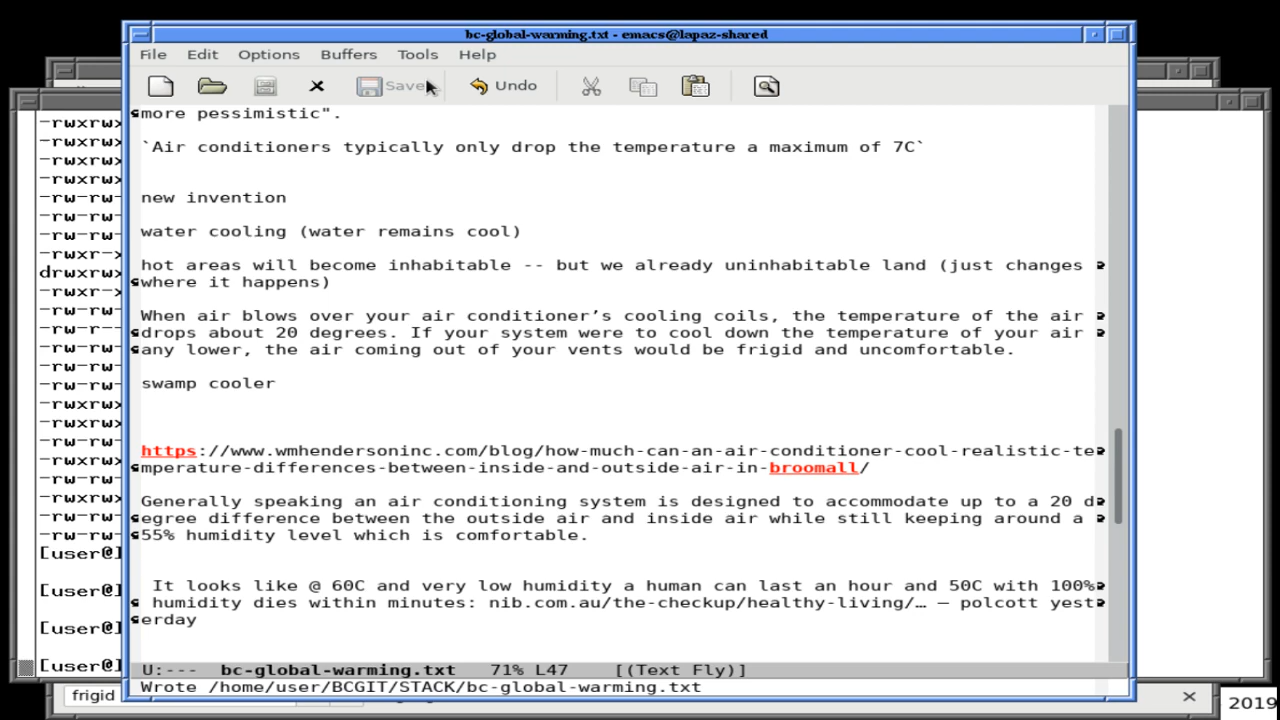 bc-global-warming.txt - emacs@lapaz-shared
File Edit Options Buffers Tools Help
Save Undo
more pessimistic".
`Air conditioners typically only drop the temperature a maximum of 7C`
new invention
water cooling (water remains cool)
hot areas will become inhabitable -- but we already uninhabitable land (just changes
where it happens)
When air blows over your air conditioner’s cooling coils, the temperature of the air
drops about 20 degrees. If your system were to cool down the temperature of your air
any lower, the air coming out of your vents would be frigid and uncomfortable.
swamp cooler
https://www.wmhendersoninc.com/blog/how-much-can-an-air-conditioner-cool-realistic-te
mperature-differences-between-inside-and-outside-air-in-broomall/
Generally speaking an air conditioning system is designed to accommodate up to a 20 d
egree difference between the outside air and inside air while still keeping around a
55% humidity level which is comfortable.
It looks like @ 60C and very low humidity a human can last an hour and 50C with 100%
humidity dies within minutes: nib.com.au/the-checkup/healthy-living/… – polcott yest
erday
U:--- bc-global-warming.txt 71% L47 [(Text Fly)]
Wrote /home/user/BCGIT/STACK/bc-global-warming.txt
-rwxrwx
-rw-rw-
-rwxrwx
-rwxrwx
-rw-rw-
-rw-rw-
-rw-rw-
-rwxr-x
drwxrwx
-rwxr-x
-rw-rw-
-rw-r--
-rw-rw-
-rw-rw-
-rw-rw-
-rwxrwx
-rwxrwx
-rw-rw-
-rwxrwx
-rw-rw-
-rwxrwx
-rw-rw-
-rw-rw-
[user@l
[user@l
[user@l
[user@l
frigid
2019